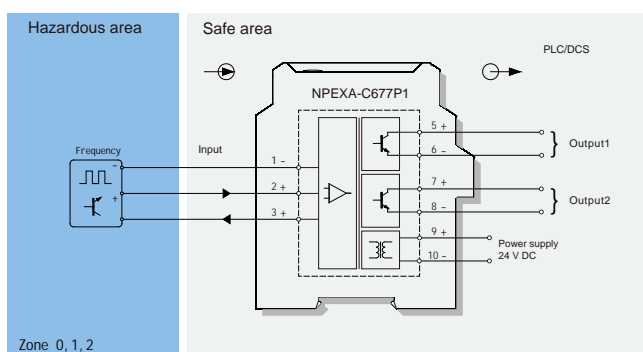 Hazardous area
Safe area
PLC/DCS
NPEXA-C677P1
Frequency
Input
-
+
1 -
2 +
3 +
5 +
6 -
Output1
7 +
8 -
Output2
9 +
10 -
Power supply
24 V DC
Zone 0, 1, 2